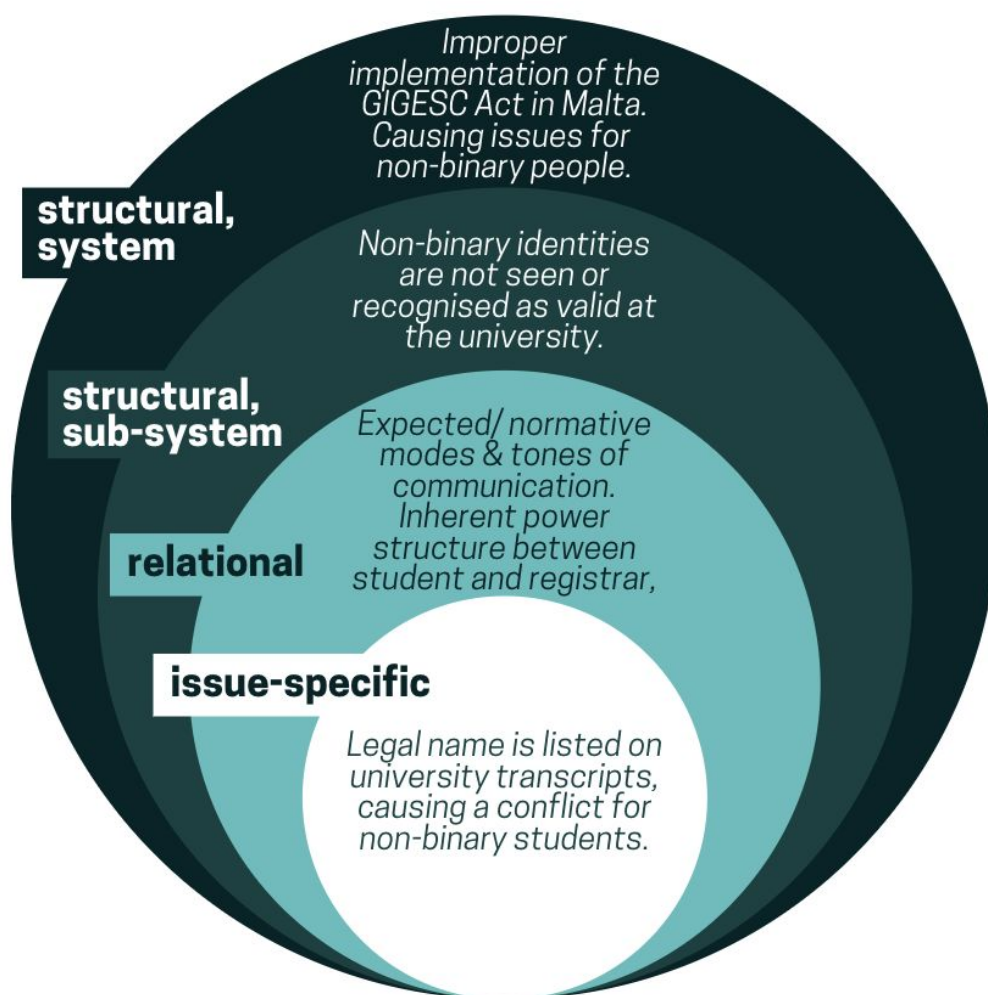 Improper
implementation of the
GIGESC Act in Malta.
Causing issues for
non-binary people.
structural,
system
Non-binary identities
are not seen or
recognised as valid at
the university.
structural,
sub-system
Expected/ normative
modes & tones of
communication.
Inherent power
structure between
student and registrar,
relational
issue-specific
Legal name is listed on
university transcripts,
causing a conflict for
non-binary students.